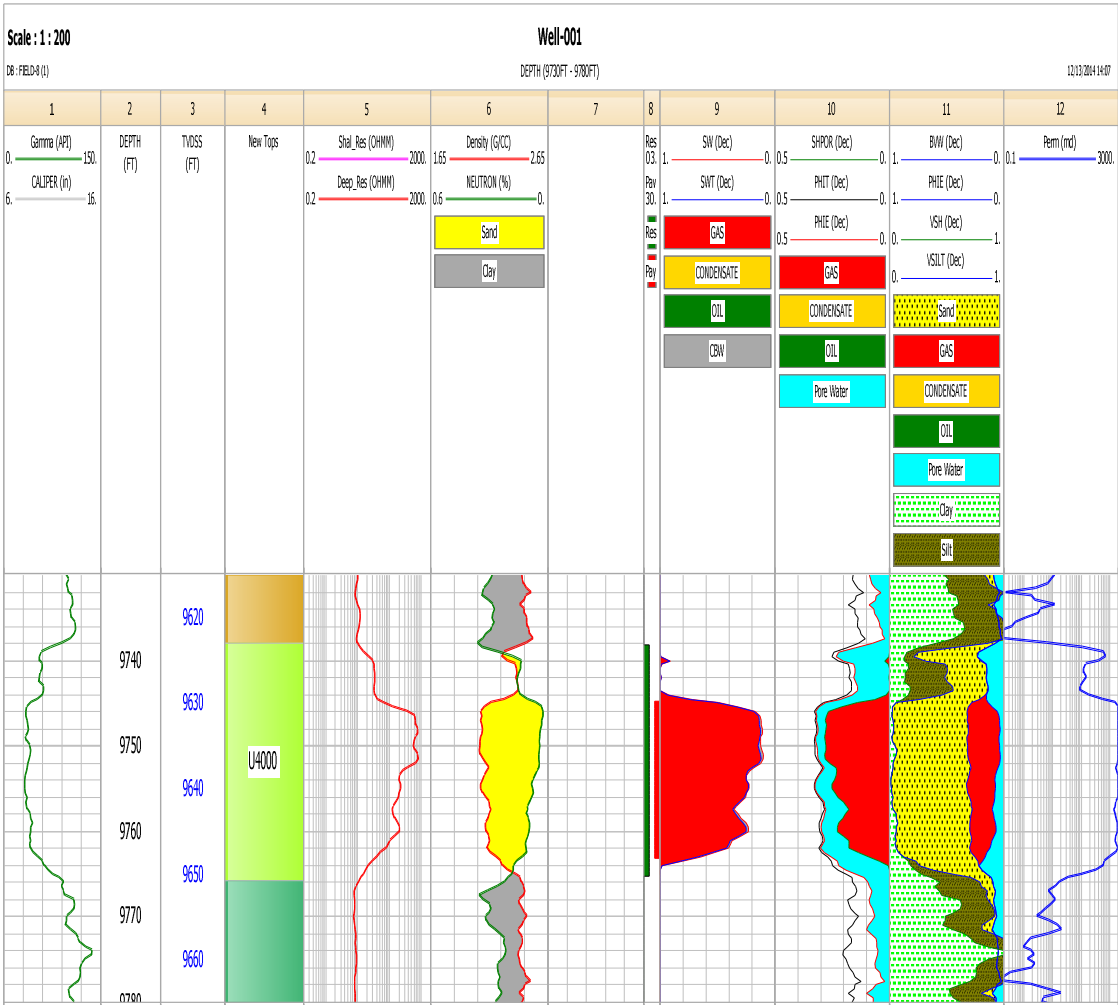 Scale : 1 : 200
Well-001
DB : FIELD-8 (1)
DEPTH (9730FT - 9780FT)
12/13/2014 14:07
1 2 3 4 5 6 7 8 9 10 11 12
Gamma (API)
0. 150.
CALIPER (in)
6. 16.
DEPTH
(FT)
TVDSS
(FT)
New Tops
Shal_Res (OHMM)
0.2 2000.
Deep_Res (OHMM)
0.2 2000.
Density (G/CC)
1.65 2.65
NEUTRON (%)
0.6 0.
Sand
Clay
Res
03.
Pay
30.
Res
Pay
SW (Dec)
1. 0.
SWT (Dec)
1. 0.
GAS
CONDENSATE
OIL
CBW
SHPOR (Dec)
0.5 0.
PHIT (Dec)
0.5 0.
PHIE (Dec)
0.5 0.
GAS
CONDENSATE
OIL
Pore Water
BVW (Dec)
1. 0.
PHIE (Dec)
1. 0.
VSH (Dec)
0. 1.
VSILT (Dec)
0. 1.
Sand
GAS
CONDENSATE
OIL
Pore Water
Clay
Silt
Perm (md)
0.1 3000.
9620
9740
9630
9750
U4000
9640
9760
9650
9770
9660
9780